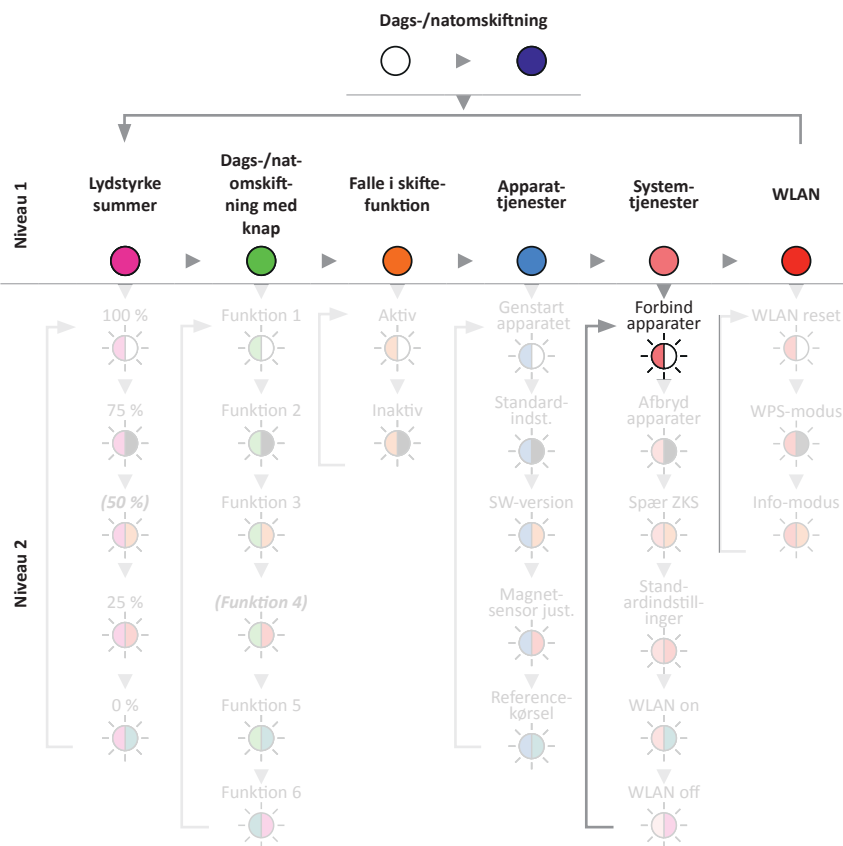 Dags-/natomskiftning
Niveau 1
Lydstyrke
summer
Dags-/nat-
omskift-
ning med
knap
Falle i skifte-
funktion
Apparat-
tjenester
System-
tjenester
WLAN
Niveau 2
100 %
75 %
(50 %)
25 %
0 %
Funktion 1
Funktion 2
Funktion 3
(Funktion 4)
Funktion 5
Funktion 6
Aktiv
Inaktiv
Genstart
apparatet
Standard-
indst.
SW-version
Magnet-
sensor just.
Reference-
kørsel
Forbind
apparater
Afbryd
apparater
Spær ZKS
Stand-
ardindstill-
inger
WLAN on
WLAN off
WLAN reset
WPS-modus
Info-modus